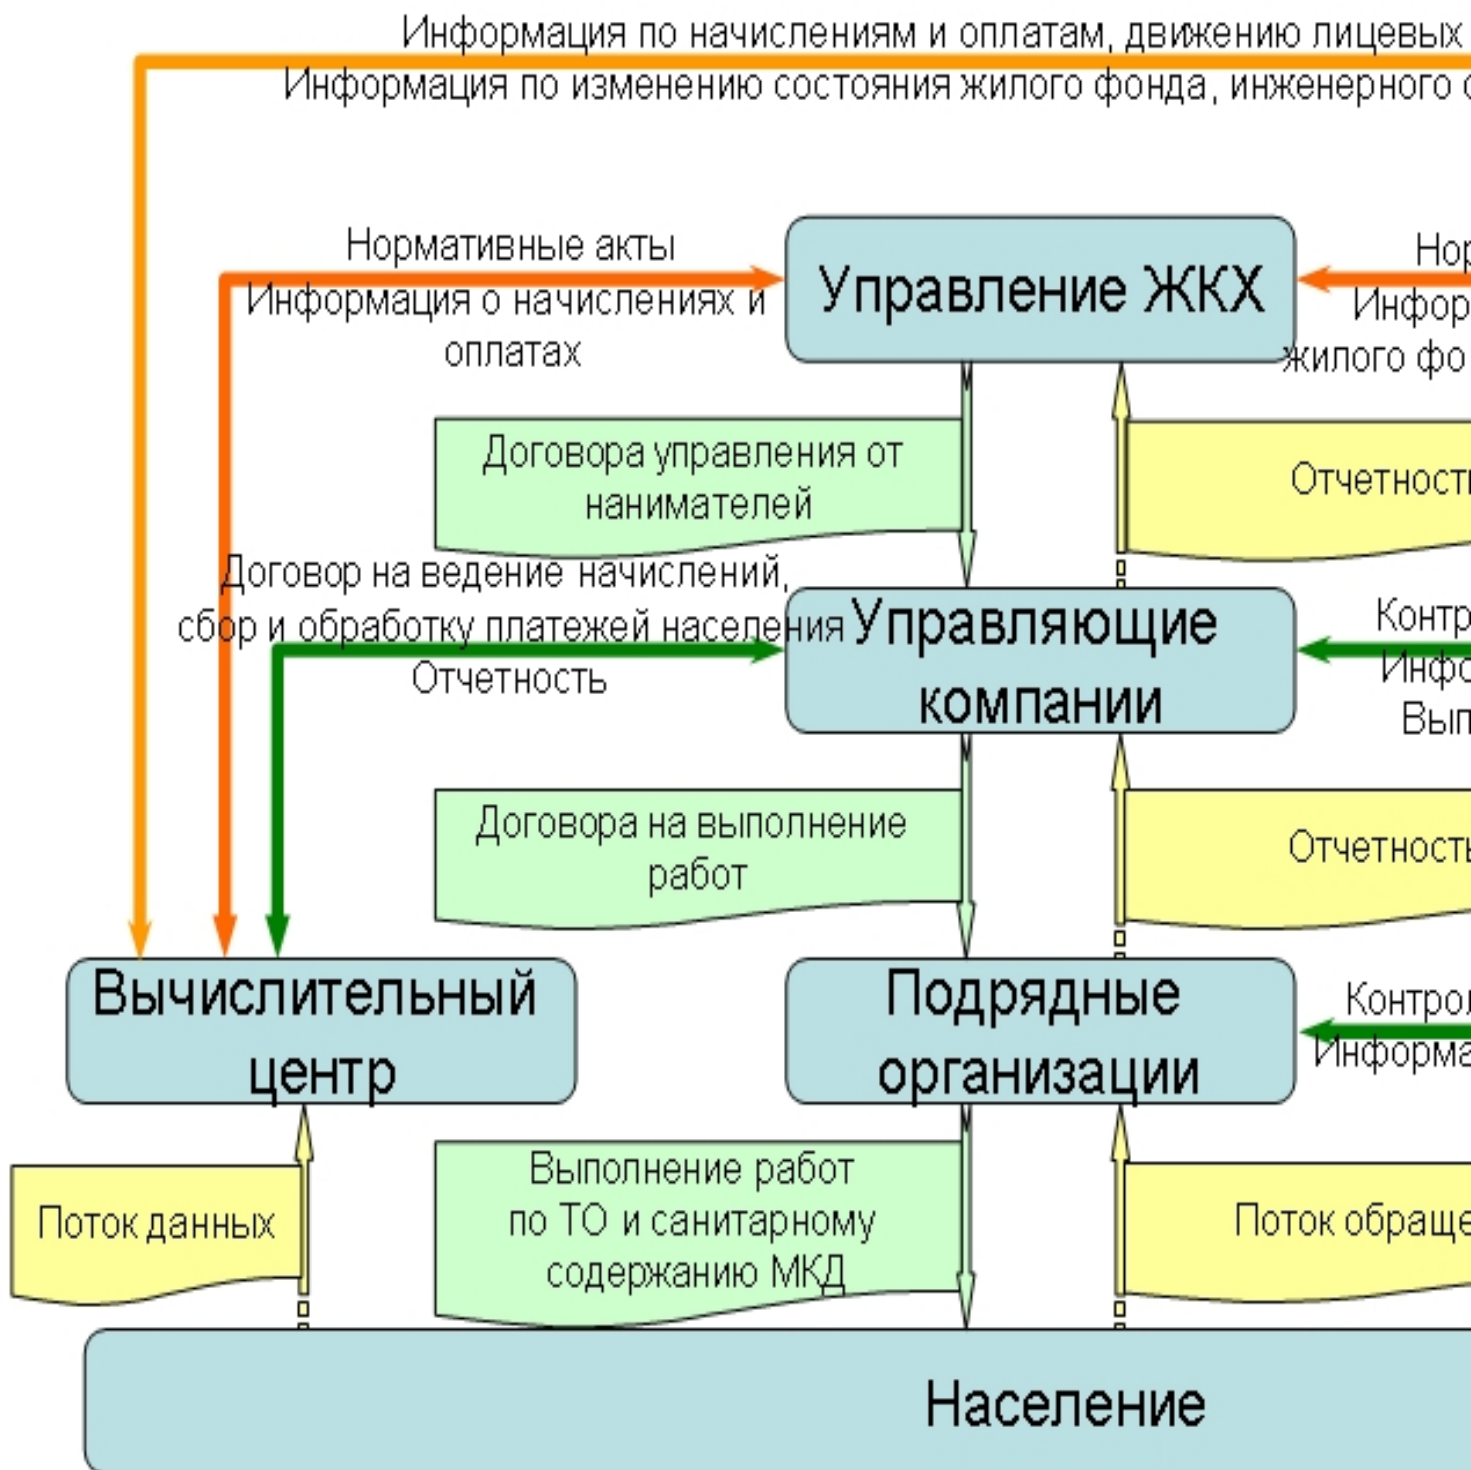 Информация по начислениям и оплатам, движению лицевых
Информация по изменению состояния жилого фонда, инженерного
Нормативные акты
Информация о начислениях и
оплатах
Управление ЖКХ
жилого
Договора управления от
нанимателей
Договор на ведение начислений,
сбор и обработку платежей населения
Отчетность
Управляющие
компании
Договора на выполнение
работ
Вычислительный
центр
Подрядные
организации
Поток данных
Выполнение работ
по ТО и санитарному
содержанию МКД
Поток
Население